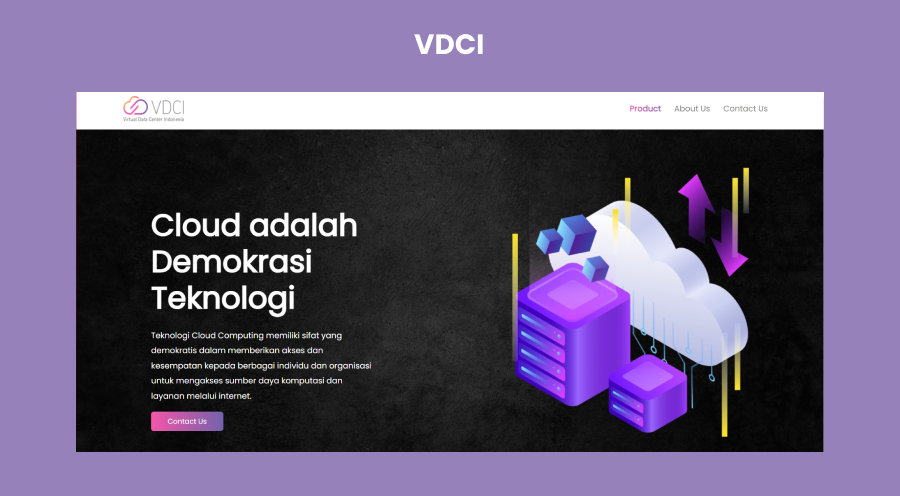 VDCI
VDCI
Virtual Data Center Indonesia
Product
About Us
Contact Us
Cloud adalah
Demokrasi
Teknologi
Teknologi Cloud Computing memiliki sifat yang
demokratis dalam memberikan akses dan
kesempatan kepada berbagai individu dan organisasi
untuk mengakses sumber daya komputasi dan
layanan melalui internet.
Contact Us